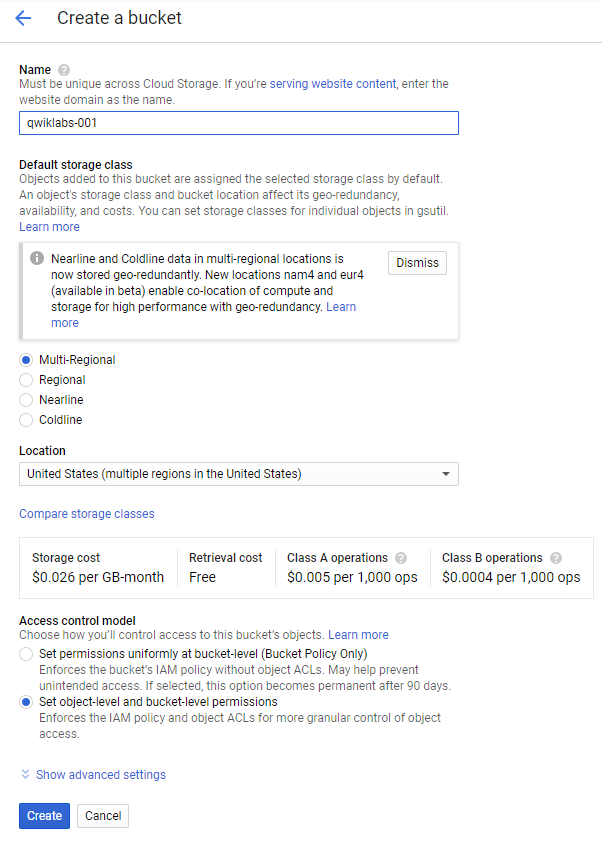 Create a bucket
Name
Must be unique across Cloud Storage. If you're serving website content, enter the
website domain as the name.
qwiklabs-001
Default storage class
Objects added to this bucket are assigned the selected storage class by default.
An object's storage class and bucket location affect its geo-redundancy,
availability, and costs. You can set storage classes for individual objects in gsutil.
Learn more
Nearline and Coldline data in multi-regional locations is
now stored geo-redundantly. New locations nam4 and eur4
(available in beta) enable co-location of compute and
storage for high performance with geo-redundancy. Learn
more
Dismiss
Multi-Regional
Regional
Nearline
Coldline
Location
United States (multiple regions in the United States)
Compare storage classes
Storage cost Retrieval cost Class A operations ? Class B operations ?
$0.026 per GB-month Free $0.005 per 1,000 ops $0.0004 per 1,000 ops
Access control model
Choose how you'll control access to this bucket's objects. Learn more
Set permissions uniformly at bucket-level (Bucket Policy Only)
Enforces the bucket's IAM policy without object ACLs. May help prevent
unintended access. If selected, this option becomes permanent after 90 days.
Set object-level and bucket-level permissions
Enforces the IAM policy and object ACLs for more granular control of object
access.
Show advanced settings
Create Cancel